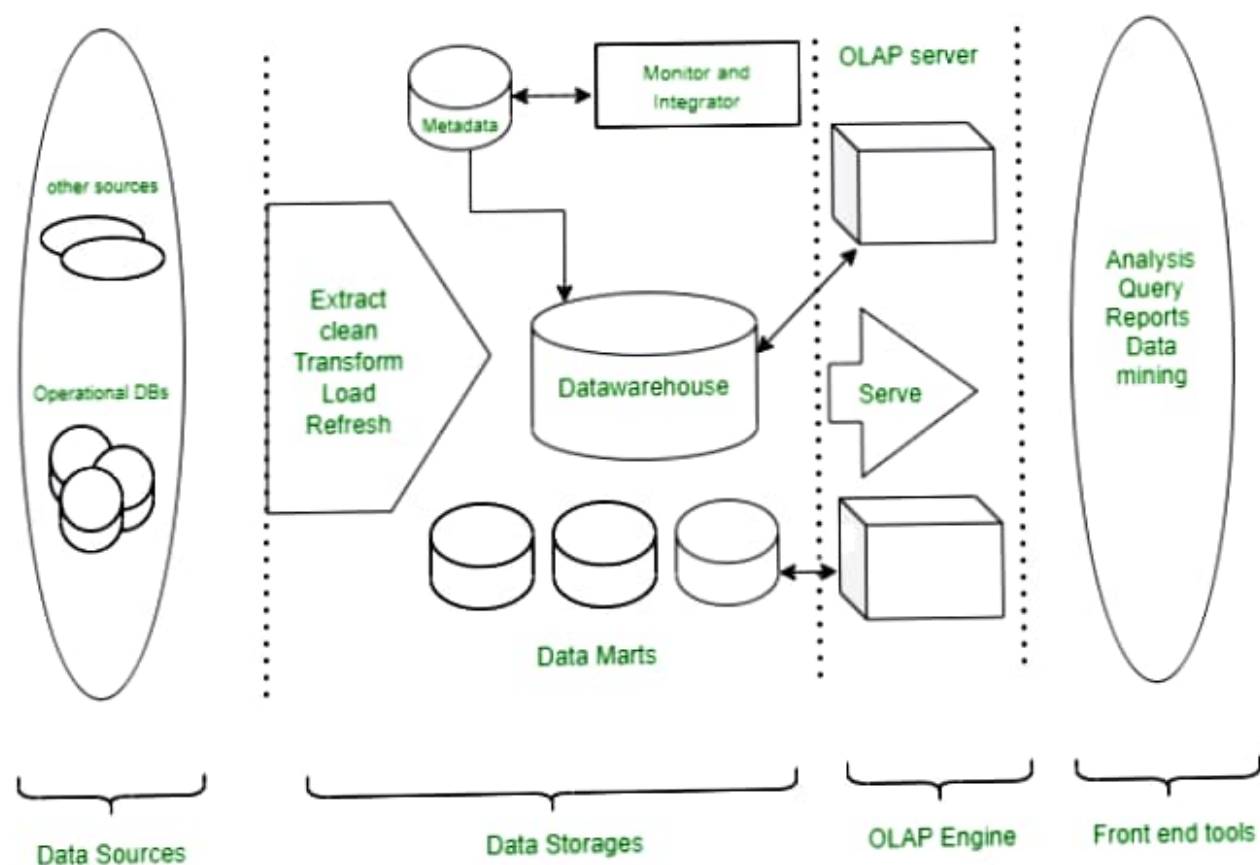 Monitor and
Integrator
OLAP server
Metadata
other sources
Extract
clean
Transform
Load
Refresh
Operational DBs
Datawarehouse
Serve
Analysis
Query
Reports
Data
mining
Data Marts
Data Sources
Data Storages
OLAP Engine
Front end tools